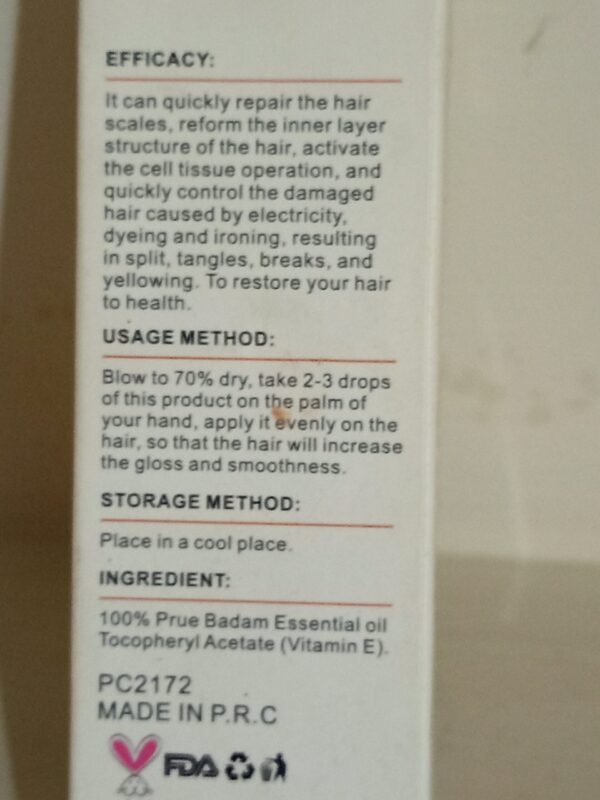 EFFICACY:
It can quickly repair the hair
scales, reform the inner layer
structure of the hair, activate
the cell tissue operation, and
quickly control the damaged
hair caused by electricity,
dyeing and ironing, resulting
in split, tangles, breaks, and
yellowing. To restore your hair
to health.
USAGE METHOD:
Blow to 70% dry, take 2-3 drops
of this product on the palm of
your hand, apply it evenly on the
hair, so that the hair will increase
the gloss and smoothness.
STORAGE METHOD:
Place in a cool place.
INGREDIENT:
100% Prue Badam Essential oil
Tocopheryl Acetate (Vitamin E).
PC2172
MADE IN P.R.C
FDA